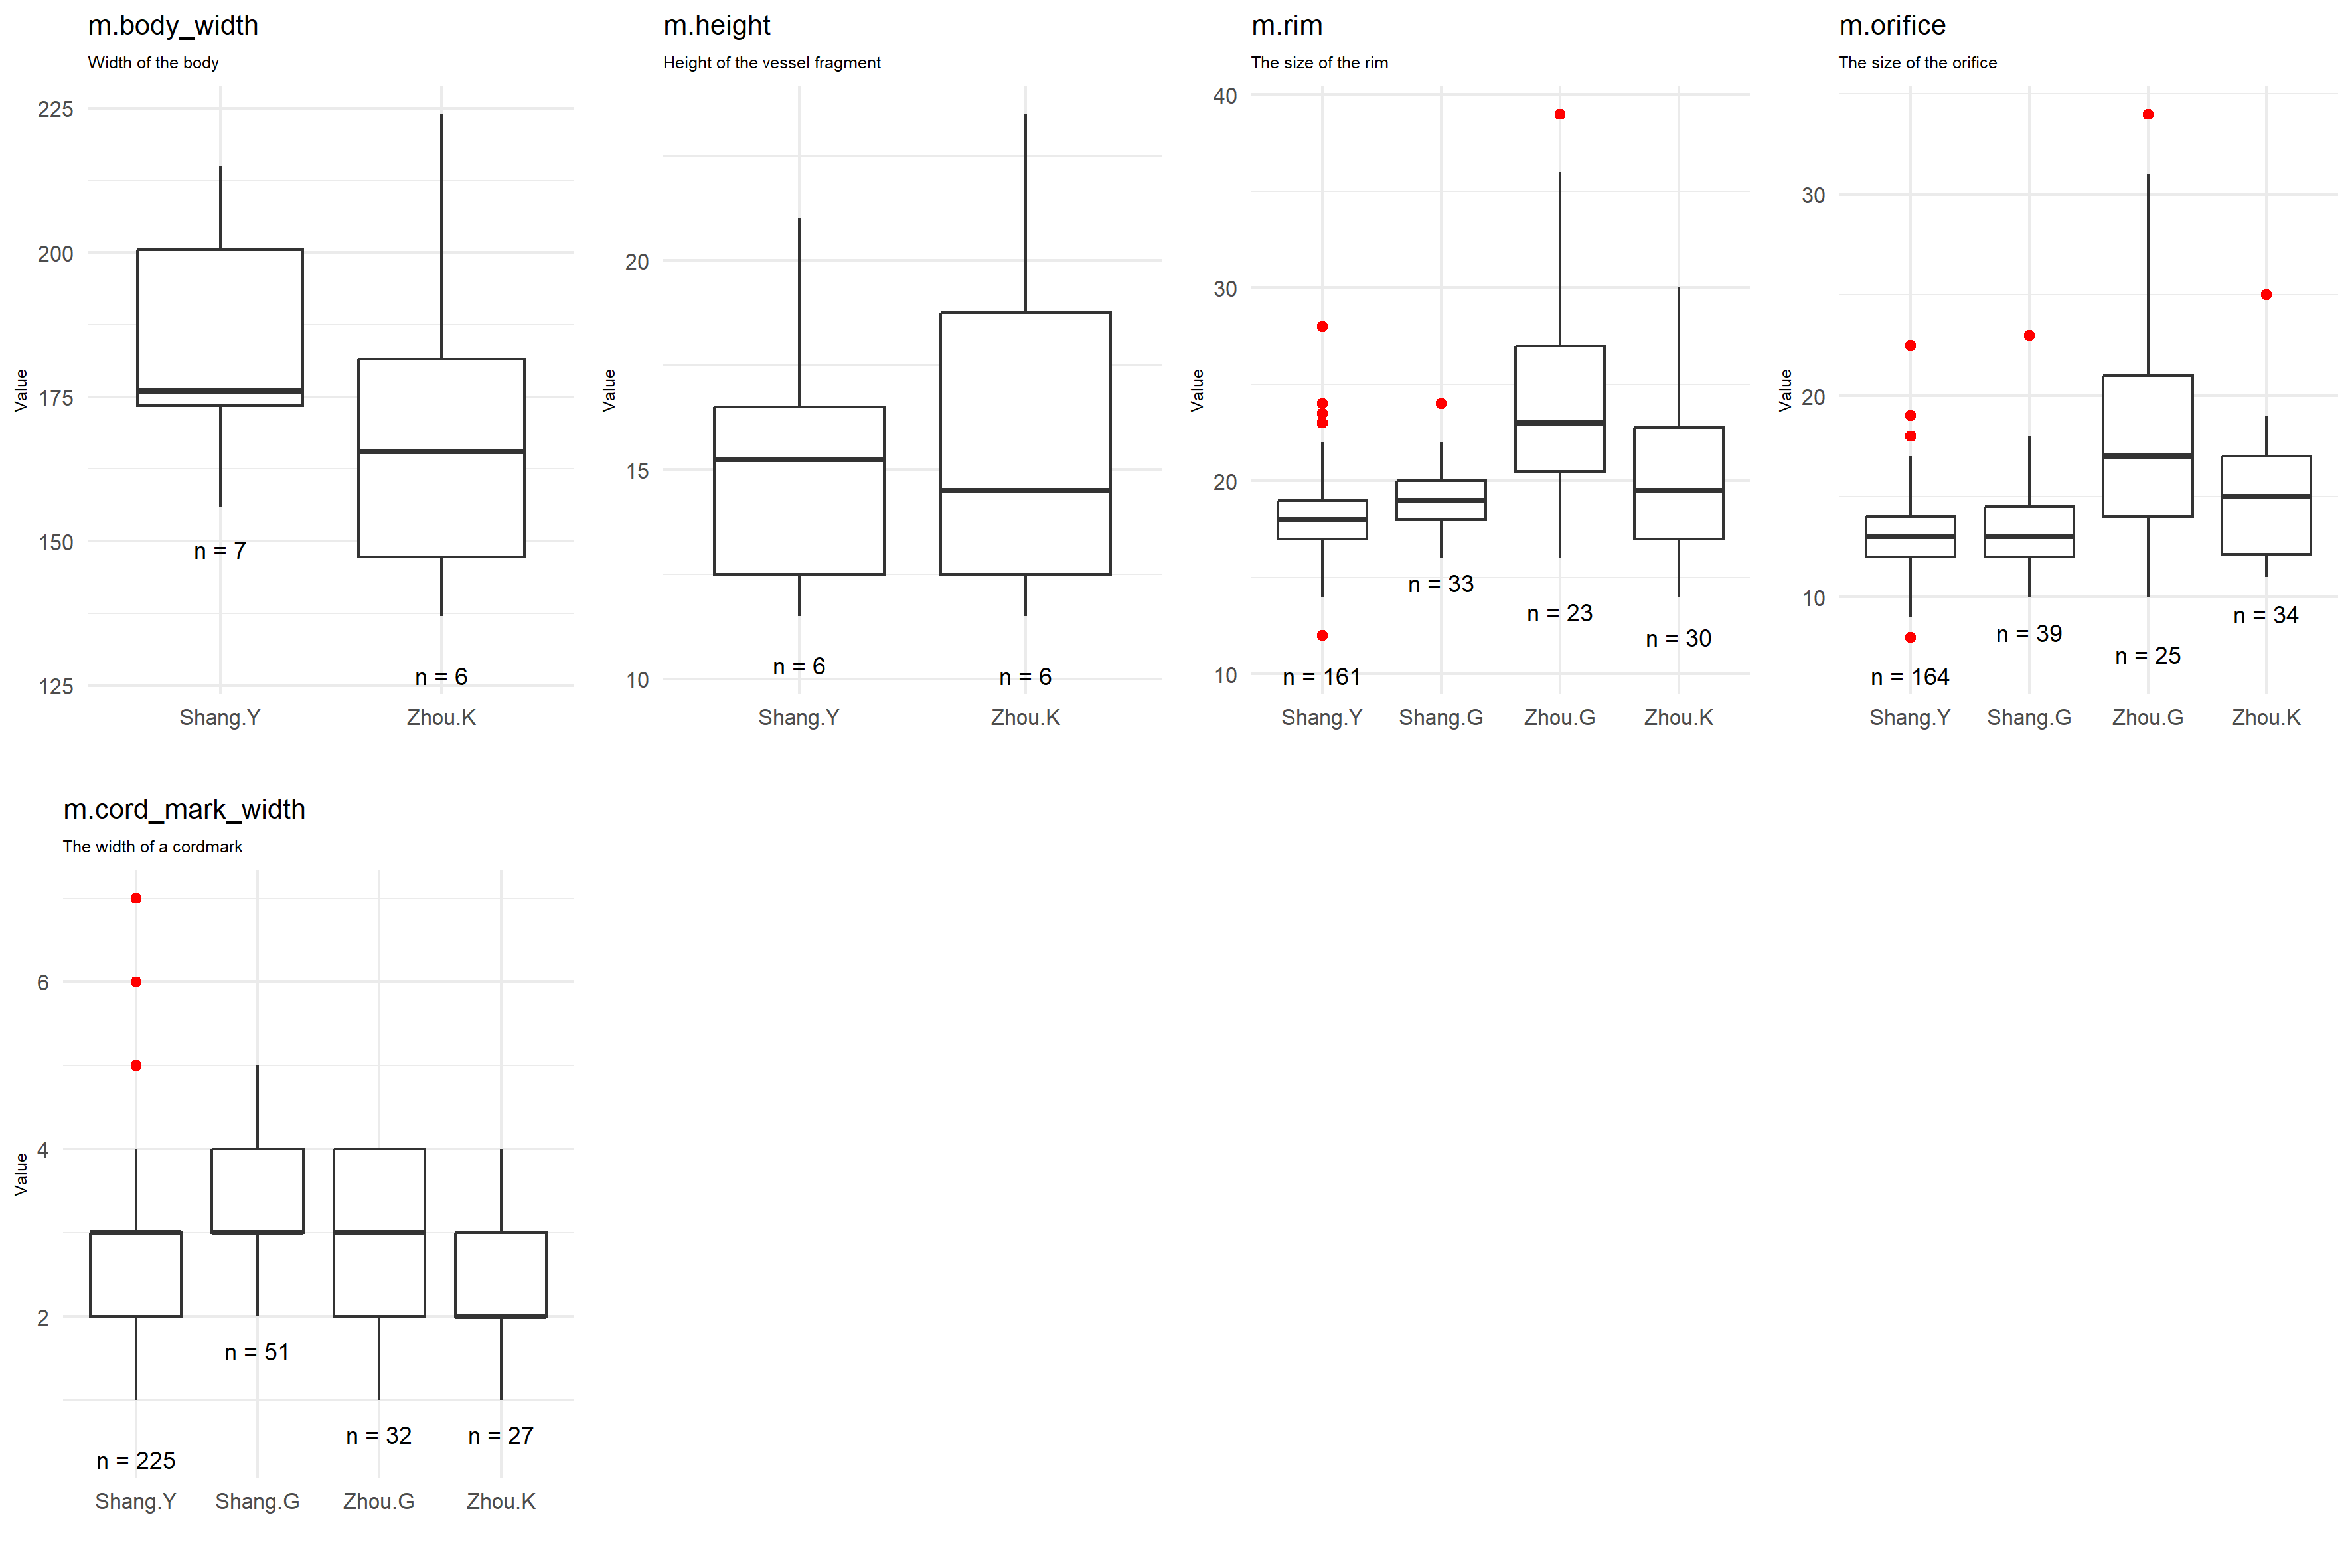 m.body_width
Width of the body
Value
225
200
175
150
125
n = 7
n = 6
Shang.Y
Zhou.K
m.height
Height of the vessel fragment
Value
20
15
10
n = 6
n = 6
Shang.Y
Zhou.K
m.rim
The size of the rim
Value
40
30
20
10
n = 161
n = 33
n = 23
n = 30
Shang.Y
Shang.G
Zhou.G
Zhou.K
m.orifice
The size of the orifice
Value
30
20
10
n = 164
n = 39
n = 25
n = 34
Shang.Y
Shang.G
Zhou.G
Zhou.K
m.cord_mark_width
The width of a cordmark
Value
6
4
2
n = 225
n = 51
n = 32
n = 27
Shang.Y
Shang.G
Zhou.G
Zhou.K